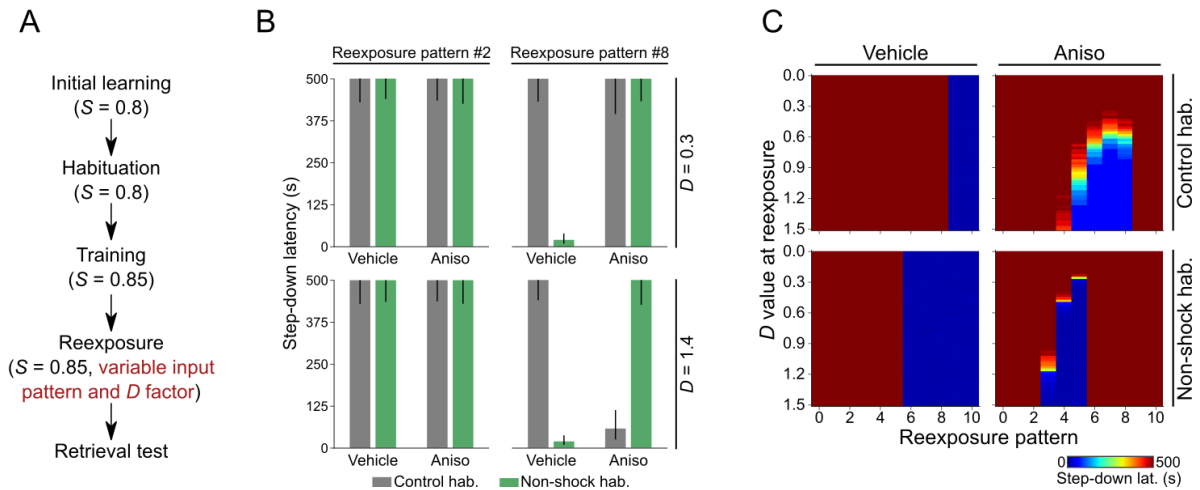 A
Initial learning
(S = 0.8)
Habituation
(S = 0.8)
Training
(S = 0.85)
Reexposure
(S = 0.85, variable input
pattern and D factor)
Retrieval test
B
Reexposure pattern #2
Reexposure pattern #8
Step-down latency (s)
500
375
250
125
0
Vehicle
Aniso
Vehicle
Aniso
D = 0.3
500
375
250
125
0
Vehicle
Aniso
Vehicle
Aniso
D = 1.4
Control hab.
Non-shock hab.
C
Vehicle
Aniso
D value at reexposure
0.0
0.3
0.6
0.9
1.2
1.5
Control hab.
0.0
0.3
0.6
0.9
1.2
1.5
Non-shock hab.
0 2 4 6 8 10
0 2 4 6 8 10
Reexposure pattern
0 500
Step-down lat. (s)